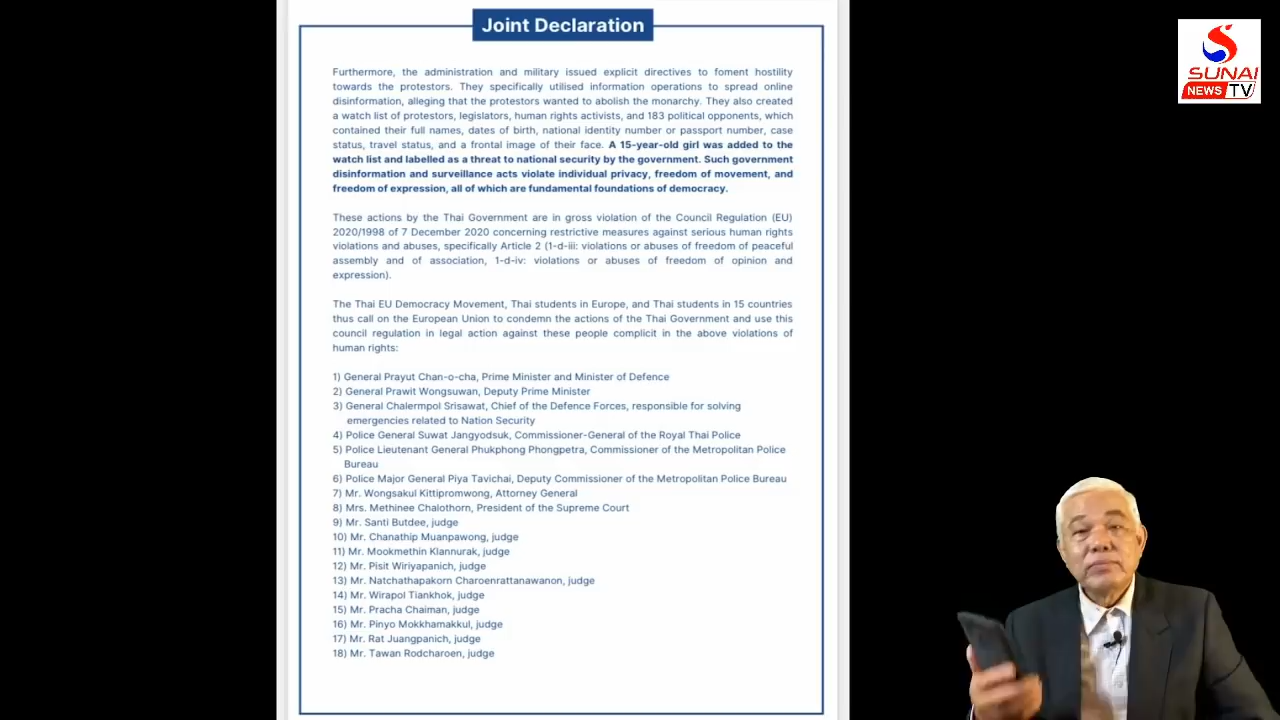 Joint Declaration
Furthermore, the administration and military issued explicit directives to foment hostility
towards the protestors. They specifically utilised information operations to spread online
disinformation, alleging that the protestors wanted to abolish the monarchy. They also created
a watch list of protestors, legislators, human rights activists, and 183 political opponents, which
contained their full names, dates of birth, national identity number or passport number, case
status, travel status, and a frontal image of their face. A 15-year-old girl was added to the
watch list and labelled as a threat to national security by the government. Such government
disinformation and surveillance acts violate individual privacy, freedom of movement, and
freedom of expression, all of which are fundamental foundations of democracy.
These actions by the Thai Government are in gross violation of the Council Regulation (EU)
2020/1998 of 7 December 2020 concerning restrictive measures against serious human rights
violations and abuses, specifically Article 2 (1-d-iii: violations or abuses of freedom of peaceful
assembly and of association, 1-d-iv: violations or abuses of freedom of opinion and
expression).
The Thai EU Democracy Movement, Thai students in Europe, and Thai students in 15 countries
thus call on the European Union to condemn the actions of the Thai Government and use this
council regulation in legal action against these people complicit in the above violations of
human rights:
1) General Prayut Chan-o-cha, Prime Minister and Minister of Defence
2) General Prawit Wongsuwan, Deputy Prime Minister
3) General Chalermpol Srisawat, Chief of the Defence Forces, responsible for solving
emergencies related to Nation Security
4) Police General Suwat Jangyodsuk, Commissioner-General of the Royal Thai Police
5) Police Lieutenant General Phukphong Phongpetra, Commissioner of the Metropolitan Police
Bureau
6) Police Major General Piya Tavichai, Deputy Commissioner of the Metropolitan Police Bureau
7) Mr. Wongsakul Kittipromwong, Attorney General
8) Mrs. Methinee Chalothorn, President of the Supreme Court
9) Mr. Santi Butdee, judge
10) Mr. Chanathip Muanpawong, judge
11) Mr. Mookmethin Klannurak, judge
12) Mr. Pisit Wiriyapanich, judge
13) Mr. Natchathapakorn Charoenrattanawanon, judge
14) Mr. Wirapol Tiankhok, judge
15) Mr. Pracha Chaiman, judge
16) Mr. Pinyo Mokkhamakkul, judge
17) Mr. Rat Juangpanich, judge
18) Mr. Tawan Rodcharoen, judge
SUNAI
NEWS TV